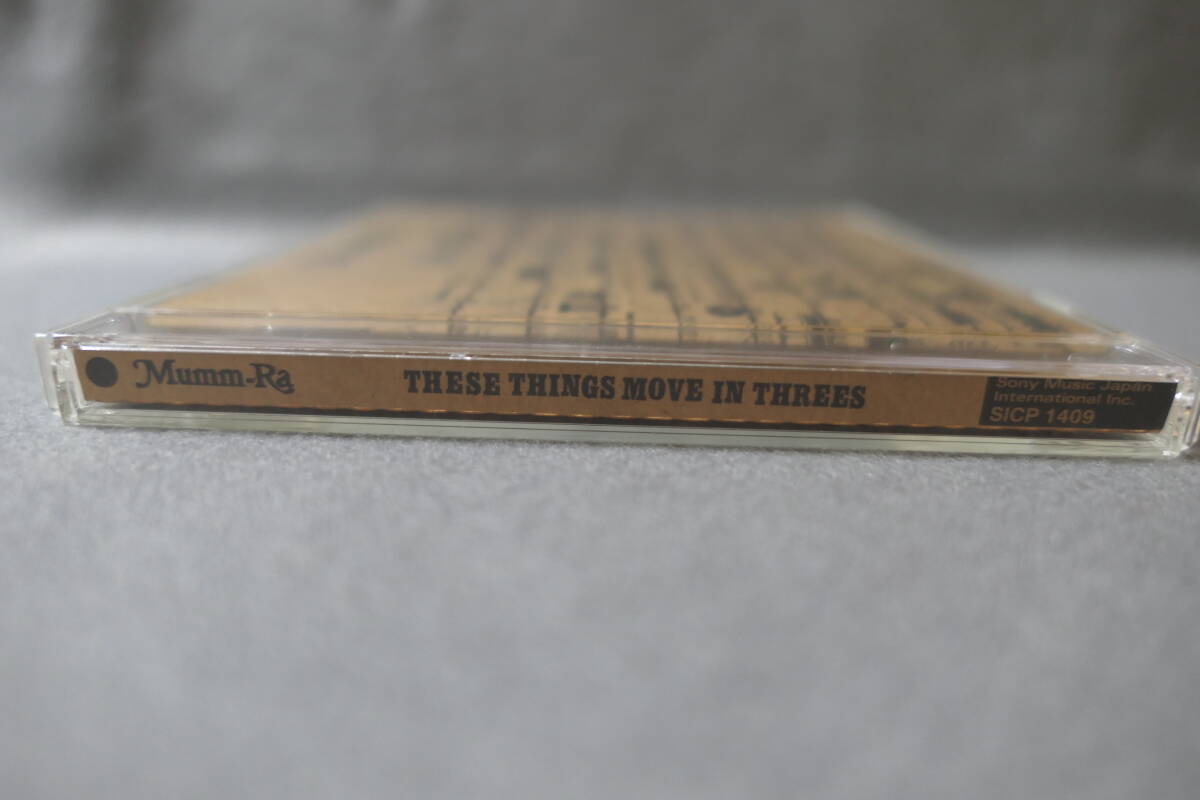 Mumm-Ra
THESE THINGS MOVE IN THREES
Sony Music Japan
International Inc.
SICP 1409